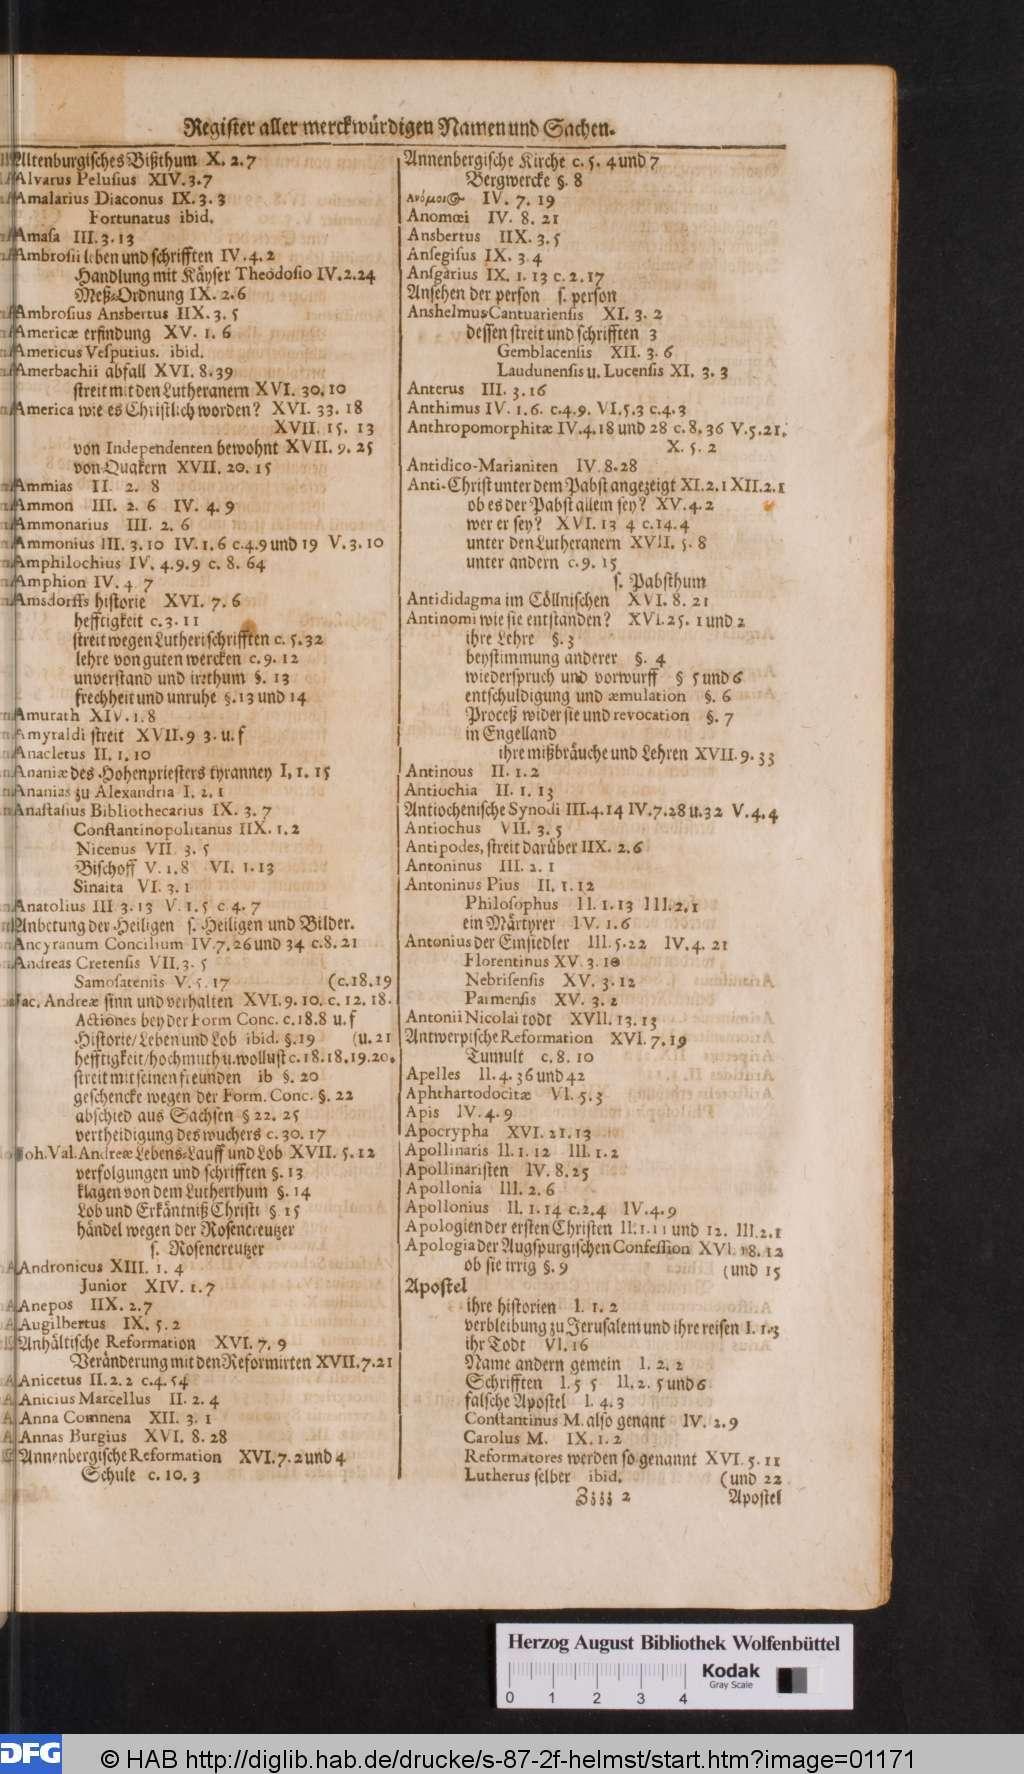 Register aller merckwürdigen Namen und Sachen.
Altenburgisches Bißthum X. 2. 7
Alvarus Pelusius XIV. 3. 7
Amalarius Diaconus IX. 3. 3
Fortunatus ibid.
Amasa III. 3. 13
Ambrosii leben und schrifften IV. 4. 2
Handlung mit Käyser Theodosio IV. 2. 24
Meß-Ordnung IX. 2. 6
Ambrosius Ansbertus IIX. 3. 5
Americæ erfindung XV. 1. 6
Americus Vesputius. ibid.
Amerbachii abfall XVI. 8. 39
streit mit den Lutheranern XVI. 30. 10
America wie es Christlich worden? XVI. 33. 18
XVII. 15. 13
von Independenten bewohnt XVII. 9. 25
von Quakern XVII. 20. 15
Ammias II. 2. 8
Ammon III. 2. 6 IV. 4. 9
Ammonarius III. 2. 6
Ammonius III. 3. 10 IV. 1. 6 c. 4. 9 und 19 V. 3. 10
Amphilochius IV. 4. 9. 9 c. 8. 64
Amphion IV. 4 7
Amsdorffs historie XVI. 7. 6
hefftigkeit c. 3. 11
streit wegen Lutheri schrifften c. 5. 32
lehre von guten wercken c. 9. 12
unverstand und irrthum §. 13
frechheit und unruhe §. 13 und 14
Amurath XIV. 1. 8
Amyraldi streit XVII. 9 3. u. f
Anacletus II. 1. 10
Ananiæ des Hohenpriesters tyranney I, 1. 15
Ananias zu Alexandria I. 2. 1
Anastasius Bibliothecarius IX. 3. 7
Constantinopolitanus IIX. 1. 2
Nicenus VII 3. 5
Bischoff V. 1. 8 VI. 1. 13
Sinaita VI. 3. 1
Anatolius III 3. 13 V. 1. 5 c. 4. 7
Anbetung der Heiligen s. Heiligen und Bilder.
Ancyranum Concilium IV. 7. 26 und 34 c. 8. 21
Andreas Cretensis VII. 3. 5
Samosatensis V. 5. 17 (c. 18. 19
Jac. Andreæ sinn und verhalten XVI. 9. 10. c. 12. 18.
Actiones bey der Form Conc. c. 18. 8 u. f
Historie/ Leben und Lob ibid. §. 19 (u. 21
hefftigkeit/ hochmuth u. wollust c. 18. 18. 19. 20.
streit mit seinen freunden ib §. 20
geschencke wegen der Form. Conc. §. 22
abschied aus Sachsen § 22. 25
vertheidigung des wuchers c. 30. 17
Joh. Val. Andreæ Lebens-Lauff und Lob XVII. 5. 12
verfolgungen und schrifften §. 13
klagen von dem Lutherthum §. 14
Lob und Erkäntniß Christi § 15
händel wegen der Rosencreutzer
s. Rosencreutzer
Andronicus XIII. 1. 4
Junior XIV. 1. 7
Anepos IIX. 2. 7
Augilbertus IX. 5. 2
Anhältische Reformation XVI. 7. 9
Veränderung mit den Reformirten XVII. 7. 21
Anicetus II. 2. 2 c. 4. 54
Anicius Marcellus II. 2. 4
Anna Comnena XII. 3. 1
Annas Burgius XVI. 8. 28
Annenbergische Reformation XVI. 7. 2 und 4
Schule c. 10. 3
Annenbergische Kirche c. 5. 4 und 7
Bergwercke §. 8
IV. 7. 19
Anomœi IV. 8. 21
Ansbertus IIX. 3. 5
Ansegisus IX. 3 4
Ansgarius IX. 1. 13 c. 2. 17
Ansehen der person s. person
Anshelmus Cantuariensis XI. 3. 2
dessen streit und schrifften 3
Gemblacensis XII. 3. 6
Laudunensis u. Lucensis XI. 3. 3
Anterus III. 3. 16
Anthimus IV. 1. 6. c. 4. 9. VI. 5. 3 c. 4. 3
Anthropomorphitæ IV. 4. 18 und 28 c. 8. 36 V. 5. 21.
X. 5. 2
Antidico-Marianiten IV. 8. 28
Anti-Christ unter dem Pabst angezeigt XI. 2. 1 XII. 2. 1
ob es der Pabst allein sey? XV. 4. 2
wer er sey? XVI. 13 4 c. 14. 4
unter den Lutheranern XVII. 5. 8
unter andern c. 9. 15
s. Pabsthum
Antididagma im Cöllnischen XVI. 8. 21
Antinomi wie sie entstanden? XVI. 25. 1 und 2
ihre Lehre §. 3
beystimmung anderer §. 4
wiederspruch und vorwurff § 5 und 6
entschuldigung und æmulation §. 6
Proceß wider sie und revocation §. 7
in Engelland
ihre mißbräuche und Lehren XVII. 9. 33
Antinous II. 1. 2
Antiochia II. 1. 13
Antiochenische Synodi III. 4. 14 IV. 7. 28 u. 32 V. 4. 4
Antiochus VII. 3. 5
Antipodes, streit darüber IIX. 2. 6
Antoninus III. 2. 1
Antoninus Pius II. 1. 12
Philosophus II. 1. 13 III. 2. 1
ein Märtyrer IV. 1. 6
Antonius der Einsiedler III. 5. 22 IV. 4. 21
Florentinus XV. 3. 10
Nebrisensis XV. 3. 12
Parmensis XV. 3. 2
Antonii Nicolai todt XVII. 13. 13
Antwerpische Reformation XVI. 7. 19
Tumult c. 8. 10
Apelles II. 4. 36 und 42
Aphthartodocitæ VI. 5. 3
Apis IV. 4. 9
Apocrypha XVI. 21. 13
Apollinaris II. 1. 12 III. 1. 2
Apollinaristen IV. 8. 25
Apollonia III. 2. 6
Apollonius II. 1. 14 c. 2. 4 IV. 4. 9
Apologien der ersten Christen II. 1. 11 und 12. III. 2. 1
Apologia der Augspurgischen Confession XVI. 18. 12
ob sie irrig §. 9 (und 15
Apostel
ihre historien I. 1. 2
verbleibung zu Jerusalem und ihre reisen I. 1. 3
ihr Todt VI. 16
Name andern gemein I. 2. 2
Schrifften I. 5 5 II. 2. 5 und 6
falsche Apostel I. 4. 3
Constantinus M. also genant IV. 2. 9
Carolus M. IX. 1. 2
Reformatores werden so genannt XVI. 5. 11
Lutherus selber ibid. (und 22
Zzzz 2 Apostel
Herzog August Bibliothek Wolfenbüttel
0 1 2 3 4
Kodak
Gray Scale
DFG © HAB http://diglib.hab.de/drucke/s-87-2f-helmst/start.htm?image=01171